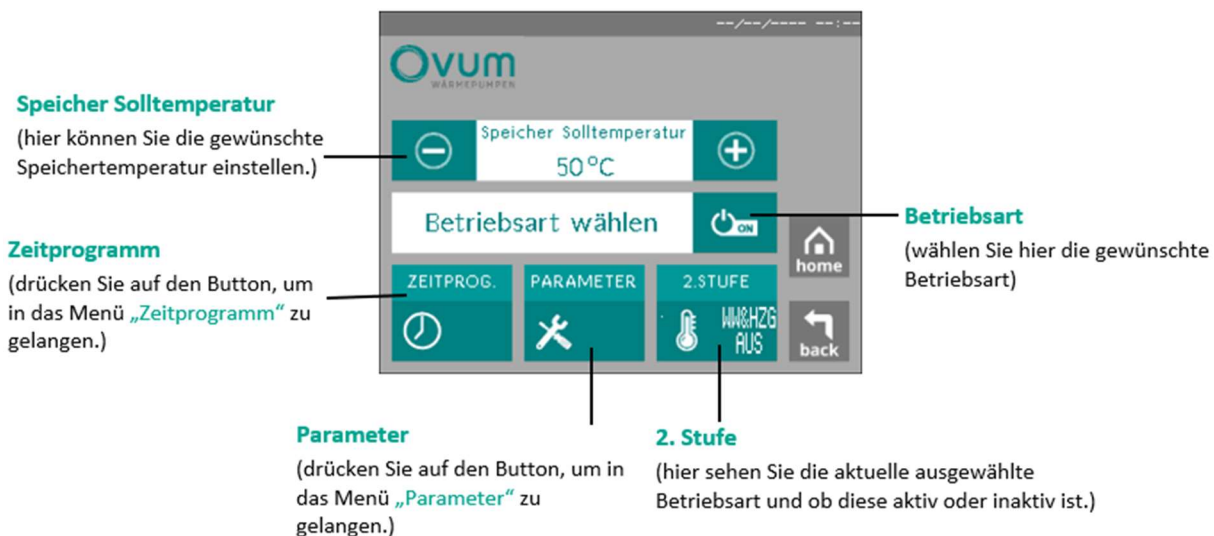 --/--/---- --:--
Ovum
WÄRMEPUMPEN
Speicher Solltemperatur
(hier können Sie die gewünschte
Speichertemperatur einstellen.)
Speicher Solltemperatur
50°C
Betriebsart wählen
ON
home
Betriebsart
(wählen Sie hier die gewünschte
Betriebsart)
Zeitprogramm
(drücken Sie auf den Button, um
in das Menü „Zeitprogramm“ zu
gelangen.)
ZEITPROG.
PARAMETER
2.STUFE
WW&HZG
AUS
back
Parameter
(drücken Sie auf den Button, um in
das Menü „Parameter“ zu
gelangen.)
2. Stufe
(hier sehen Sie die aktuelle ausgewählte
Betriebsart und ob diese aktiv oder inaktiv ist.)